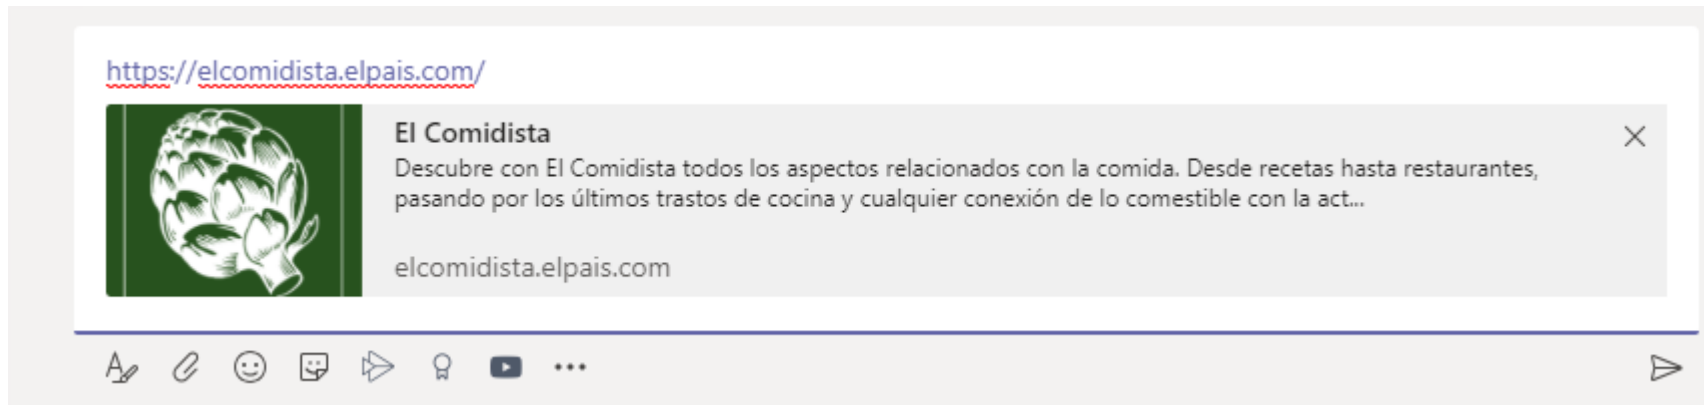 https://elcomidista.elpais.com/
El Comidista
Descubre con El Comidista todos los aspectos relacionados con la comida. Desde recetas hasta restaurantes,
pasando por los últimos trastos de cocina y cualquier conexión de lo comestible con la act...
elcomidista.elpais.com